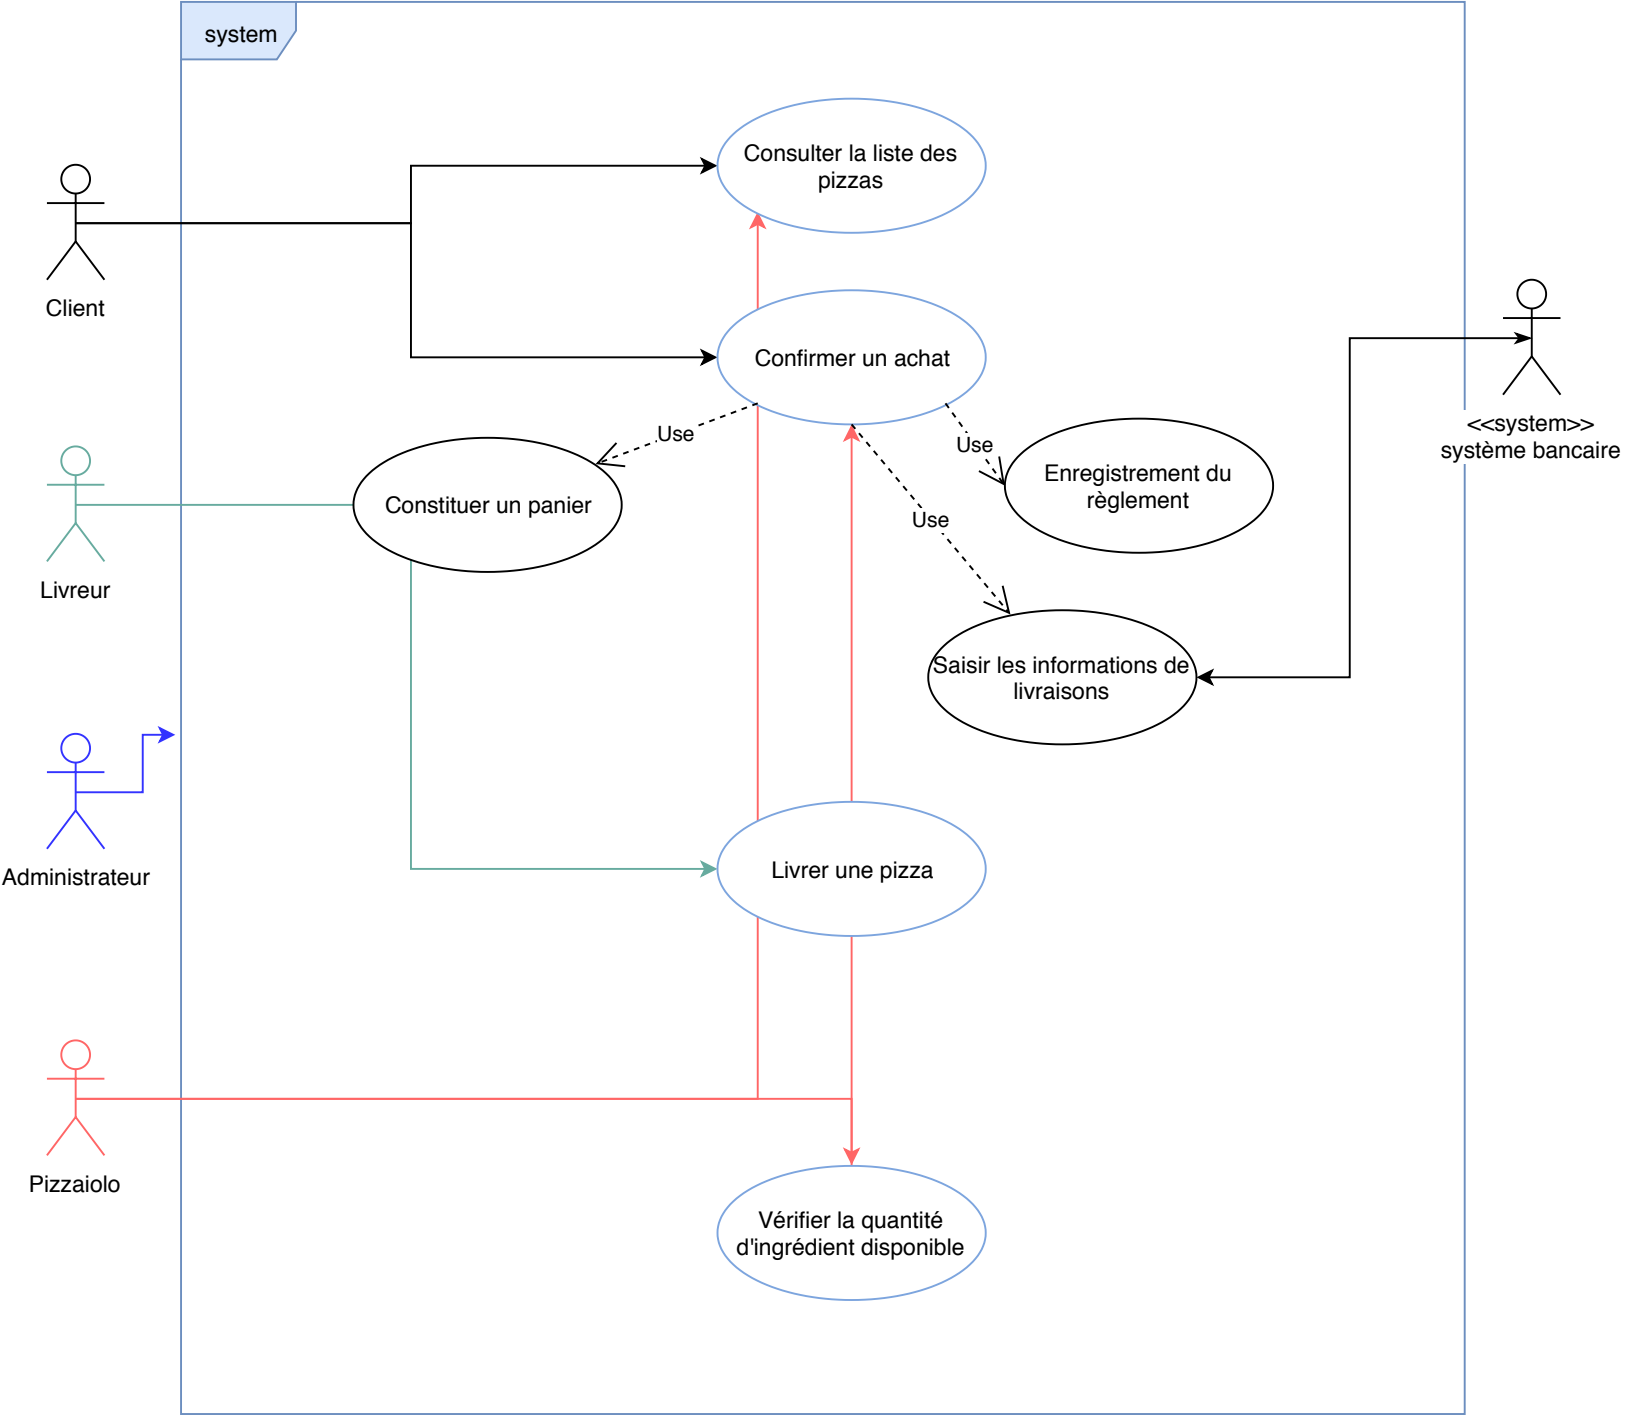 system
Consulter la liste des
pizzas
Client
Confirmer un achat
<<system>>
système bancaire
Use
Use
Enregistrement du
règlement
Constituer un panier
Use
Livreur
Saisir les informations de
livraisons
Administrateur
Livrer une pizza
Pizzaiolo
Vérifier la quantité
d'ingrédient disponible